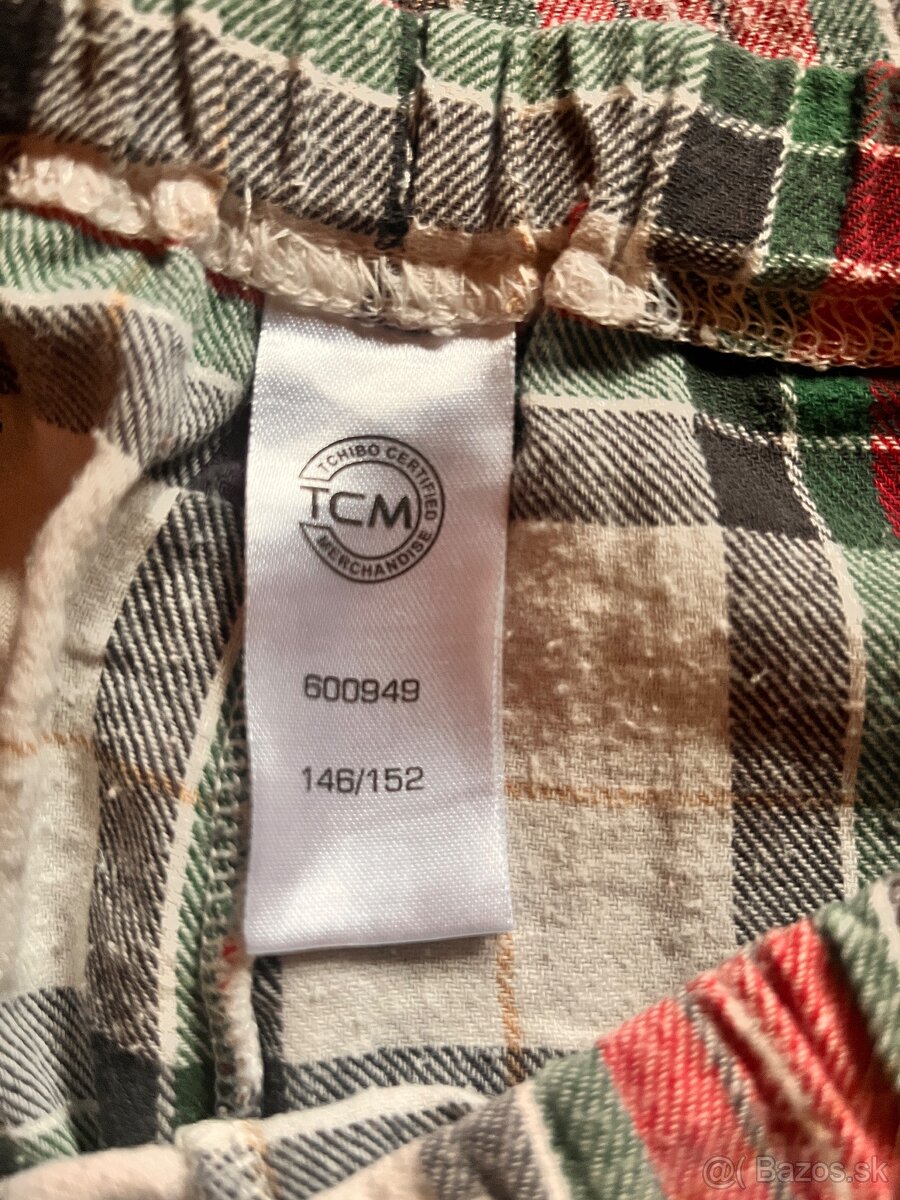 TCHIBO CERTIFIED
TCM
MERCHANDISE
600949
146/152
@( Bazos.sk